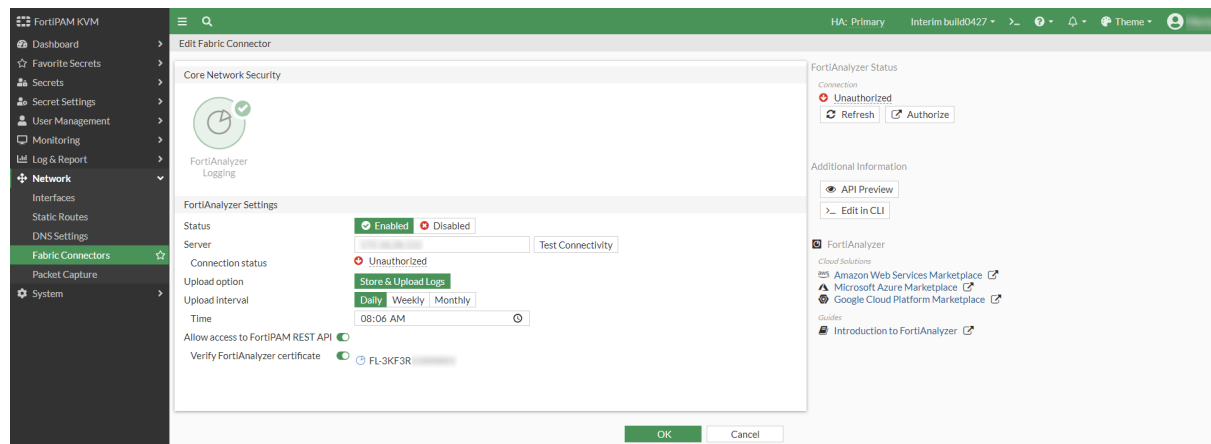 FortiPAM KVM
HA: Primary
Interim build0427
Theme
Dashboard
Favorite Secrets
Secrets
Secret Settings
User Management
Monitoring
Log & Report
Network
Interfaces
Static Routes
DNS Settings
Fabric Connectors
Packet Capture
System
Edit Fabric Connector
Core Network Security
FortiAnalyzer
Logging
FortiAnalyzer Settings
Status Enabled Disabled
Server Test Connectivity
Connection status Unauthorized
Upload option Store & Upload Logs
Upload interval Daily Weekly Monthly
Time 08:06 AM
Allow access to FortiPAM REST API
Verify FortiAnalyzer certificate FL-3KF3R
OK Cancel
FortiAnalyzer Status
Connection
Unauthorized
Refresh Authorize
Additional Information
API Preview
>_ Edit in CLI
FortiAnalyzer
Cloud Solutions
aws Amazon Web Services Marketplace
Microsoft Azure Marketplace
Google Cloud Platform Marketplace
Guides
Introduction to FortiAnalyzer